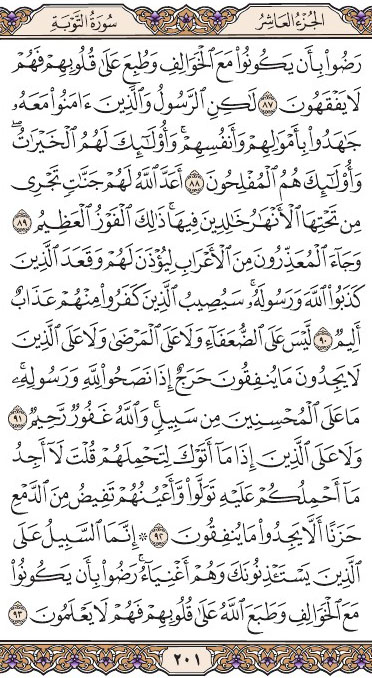 الجُزْءُ العَاشِرُ سُورَةُ التَّوْبَةِ
رَضُوا۟ بِأَن يَكُونُوا۟ مَعَ ٱلْخَوَالِفِ وَطُبِعَ عَلَىٰ قُلُوبِهِمْ فَهُمْ
لَا يَفْقَهُونَ ٨٧ لَٰكِنِ ٱلرَّسُولُ وَٱلَّذِينَ ءَامَنُوا۟ مَعَهُۥ
جَٰهَدُوا۟ بِأَمْوَٰلِهِمْ وَأَنفُسِهِمْ ۚ وَأُو۟لَٰٓئِكَ لَهُمُ ٱلْخَيْرَٰتُ ۖ
وَأُو۟لَٰٓئِكَ هُمُ ٱلْمُفْلِحُونَ ٨٨ أَعَدَّ ٱللَّهُ لَهُمْ جَنَّٰتٍ تَجْرِى
مِن تَحْتِهَا ٱلْأَنْهَٰرُ خَٰلِدِينَ فِيهَا ۚ ذَٰلِكَ ٱلْفَوْزُ ٱلْعَظِيمُ ٨٩
وَجَآءَ ٱلْمُعَذِّرُونَ مِنَ ٱلْأَعْرَابِ لِيُؤْذَنَ لَهُمْ وَقَعَدَ ٱلَّذِينَ
كَذَبُوا۟ ٱللَّهَ وَرَسُولَهُۥ ۚ سَيُصِيبُ ٱلَّذِينَ كَفَرُوا۟ مِنْهُمْ عَذَابٌ
أَلِيمٌ ٩٠ لَّيْسَ عَلَى ٱلضُّعَفَآءِ وَلَا عَلَى ٱلْمَرْضَىٰ وَلَا عَلَى ٱلَّذِينَ
لَا يَجِدُونَ مَا يُنفِقُونَ حَرَجٌ إِذَا نَصَحُوا۟ لِلَّهِ وَرَسُولِهِۦ ۚ
مَا عَلَى ٱلْمُحْسِنِينَ مِن سَبِيلٍ ۚ وَٱللَّهُ غَفُورٌ رَّحِيمٌ ٩١
وَلَا عَلَى ٱلَّذِينَ إِذَا مَآ أَتَوْكَ لِتَحْمِلَهُمْ قُلْتَ لَآ أَجِدُ
مَآ أَحْمِلُكُمْ عَلَيْهِ تَوَلَّوا۟ وَّأَعْيُنُهُمْ تَفِيضُ مِنَ ٱلدَّمْعِ
حَزَنًا أَلَّا يَجِدُوا۟ مَا يُنفِقُونَ ٩٢ ۞ إِنَّمَا ٱلسَّبِيلُ عَلَى
ٱلَّذِينَ يَسْتَـْٔذِنُونَكَ وَهُمْ أَغْنِيَآءُ ۚ رَضُوا۟ بِأَن يَكُونُوا۟
مَعَ ٱلْخَوَالِفِ وَطَبَعَ ٱللَّهُ عَلَىٰ قُلُوبِهِمْ فَهُمْ لَا يَعْلَمُونَ ٩٣
٢٠١